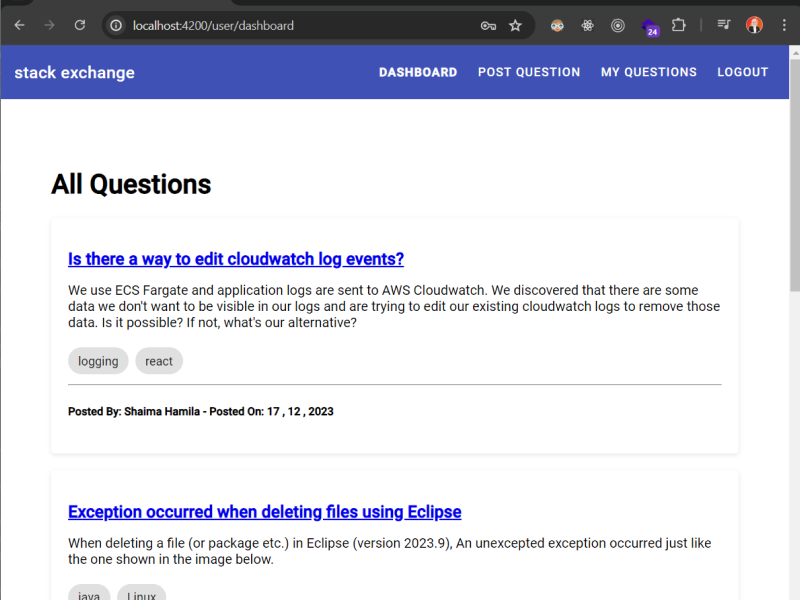 localhost:4200/user/dashboard
24
stack exchange
DASHBOARD
POST QUESTION
MY QUESTIONS
LOGOUT
All Questions
Is there a way to edit cloudwatch log events?
We use ECS Fargate and application logs are sent to AWS Cloudwatch. We discovered that there are some
data we don't want to be visible in our logs and are trying to edit our existing cloudwatch logs to remove those
data. Is it possible? If not, what's our alternative?
logging
react
Posted By: Shaima Hamila - Posted On: 17 , 12 , 2023
Exception occurred when deleting files using Eclipse
When deleting a file (or package etc.) in Eclipse (version 2023.9), An unexcepted exception occurred just like
the one shown in the image below.
java
Linux